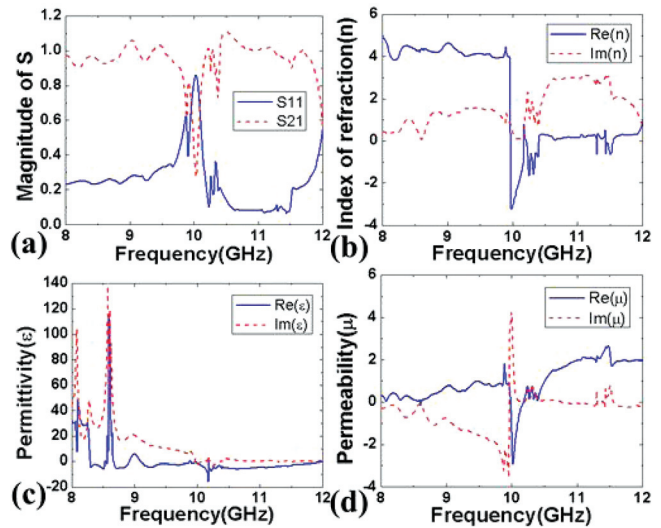 (a)
Magnitude of S
1.2
1.0
0.8
0.6
0.4
0.2
0.0
S11
S21
8 9 10 11 12
Frequency(GHz)
(b)
Index of refraction(n)
6
4
2
0
-2
-4
Re(n)
Im(n)
8 9 10 11 12
Frequency(GHz)
(c)
Permittivity(ε)
140
120
100
80
60
40
20
0
-20
Re(ε)
Im(ε)
8 9 10 11 12
Frequency(GHz)
(d)
Permeability(μ)
6
4
2
0
-2
-4
Re(μ)
Im(μ)
8 9 10 11 12
Frequency(GHz)